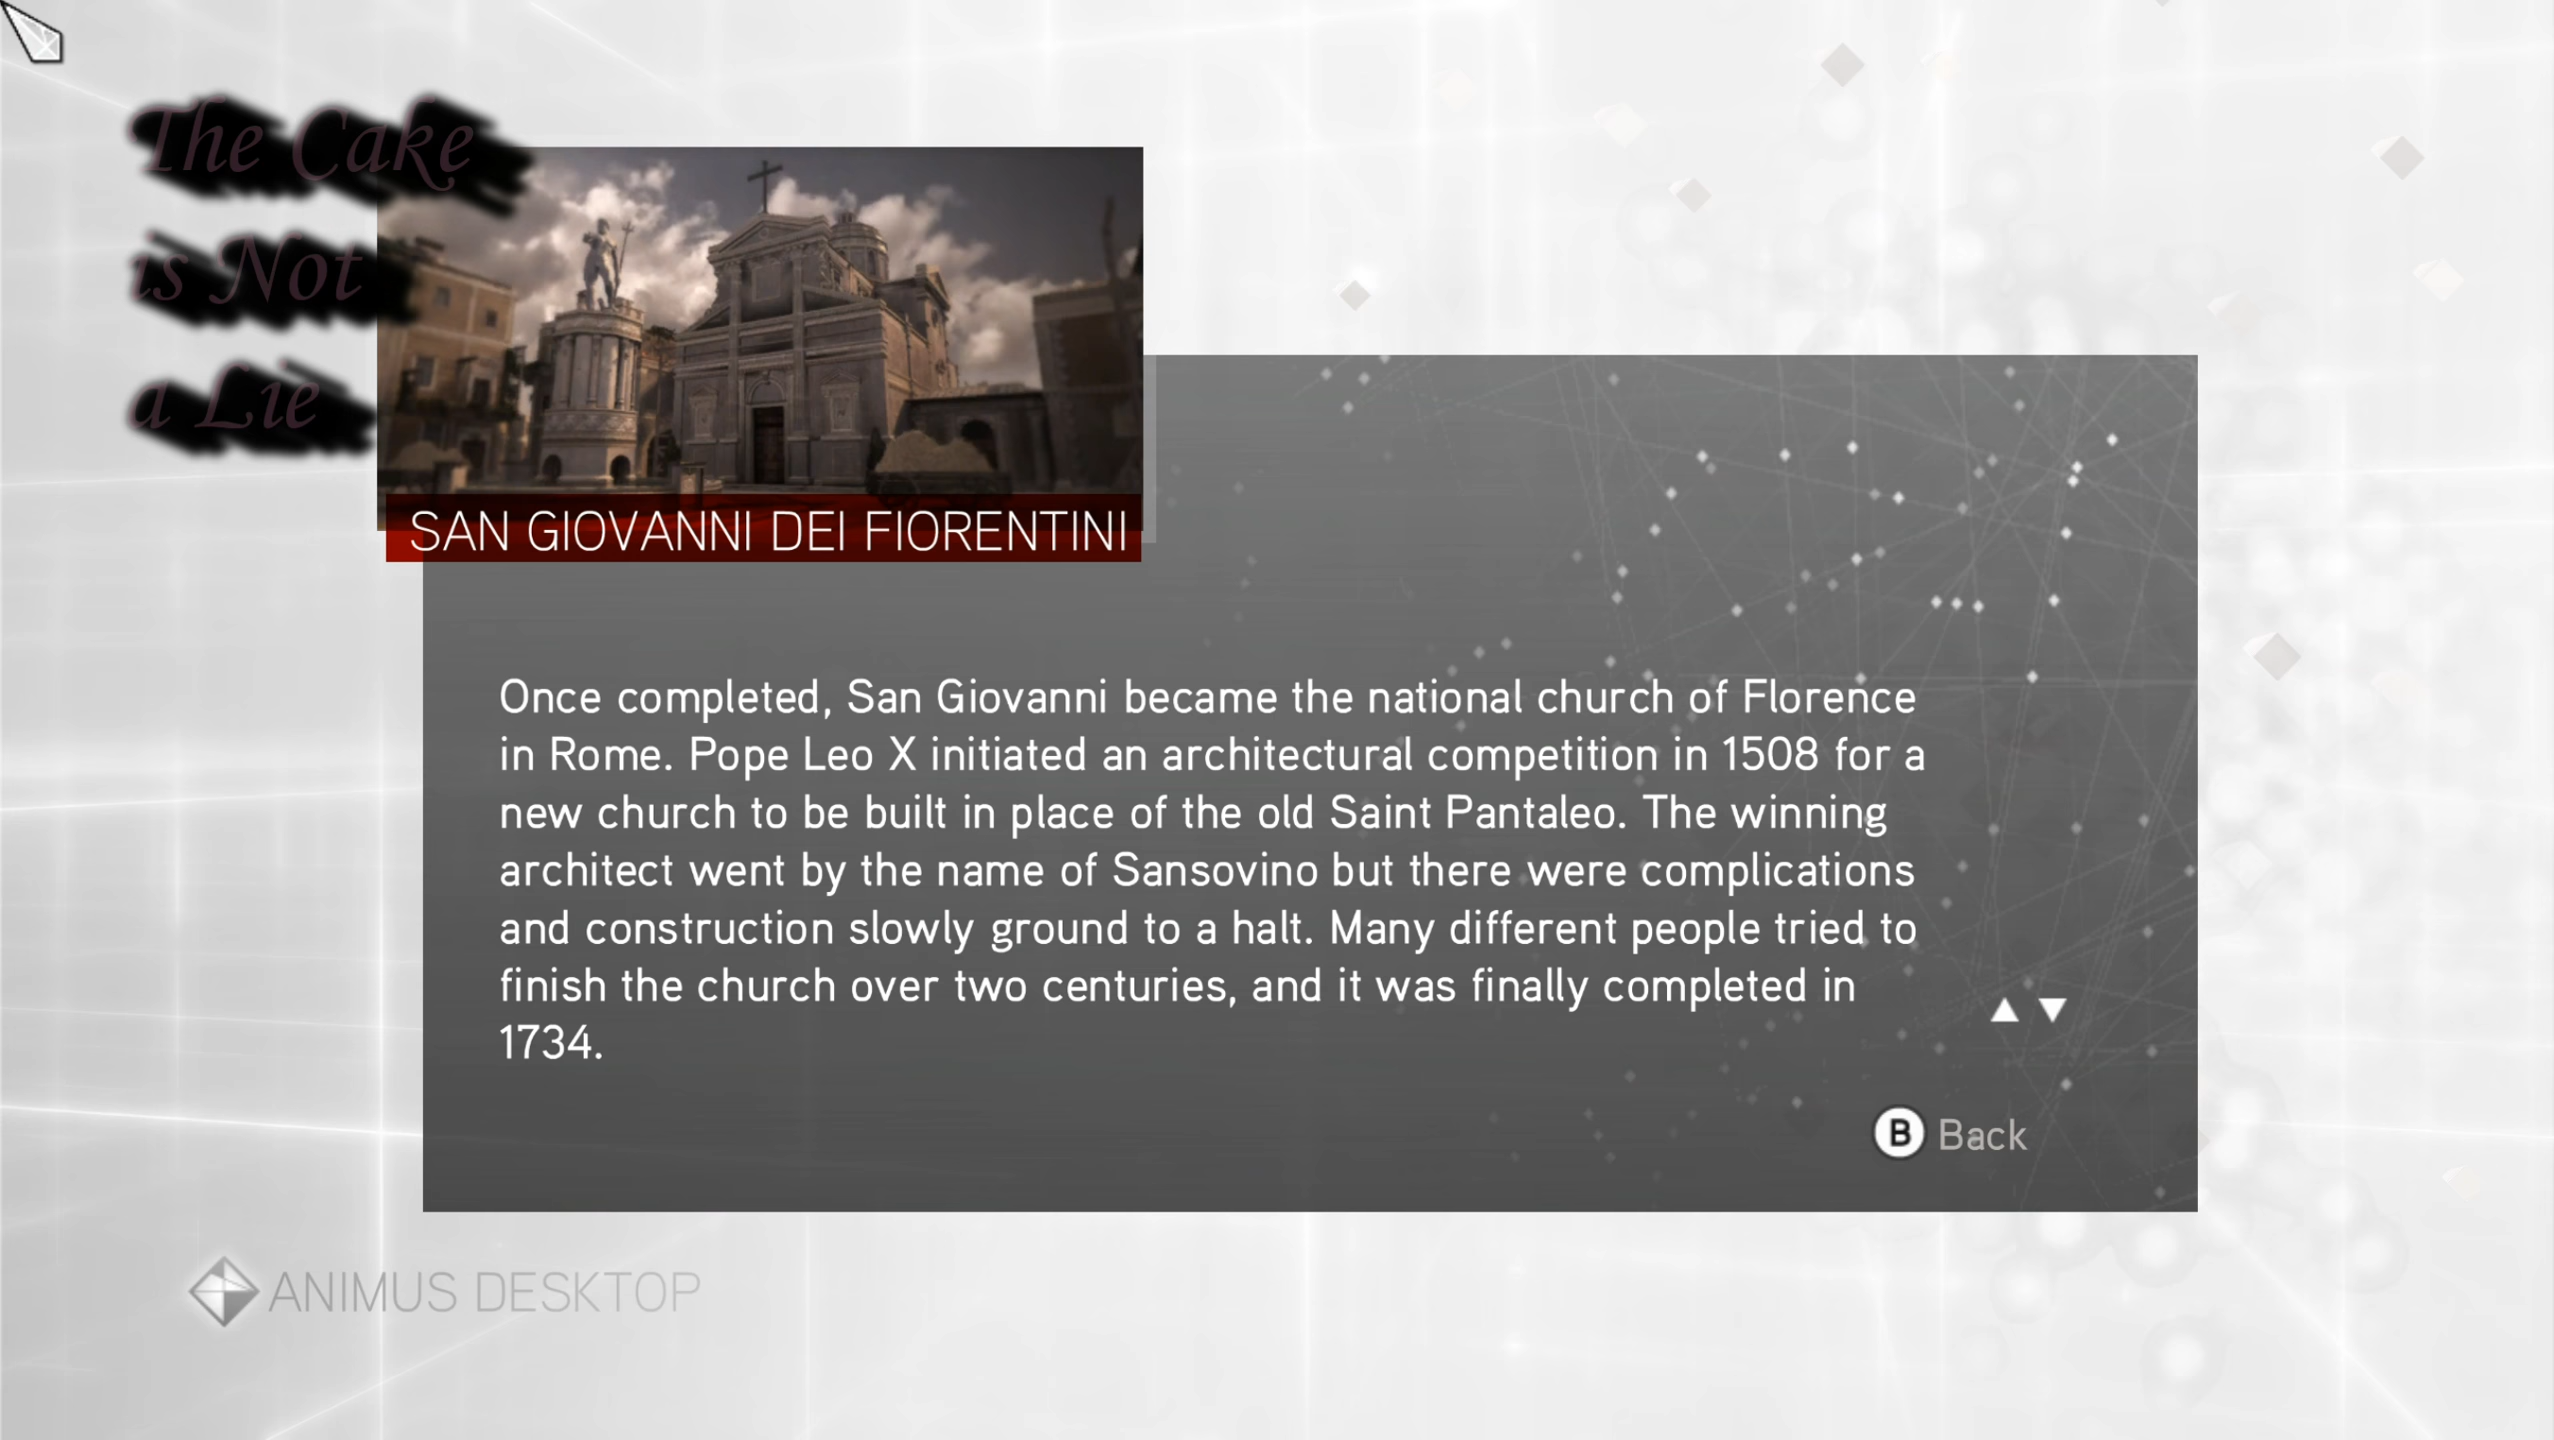 The Cake
is Not
a Lie
SAN GIOVANNI DEI FIORENTINI
Once completed, San Giovanni became the national church of Florence
in Rome. Pope Leo X initiated an architectural competition in 1508 for a
new church to be built in place of the old Saint Pantaleo. The winning
architect went by the name of Sansovino but there were complications
and construction slowly ground to a halt. Many different people tried to
finish the church over two centuries, and it was finally completed in
1734.
B Back
ANIMUS DESKTOP